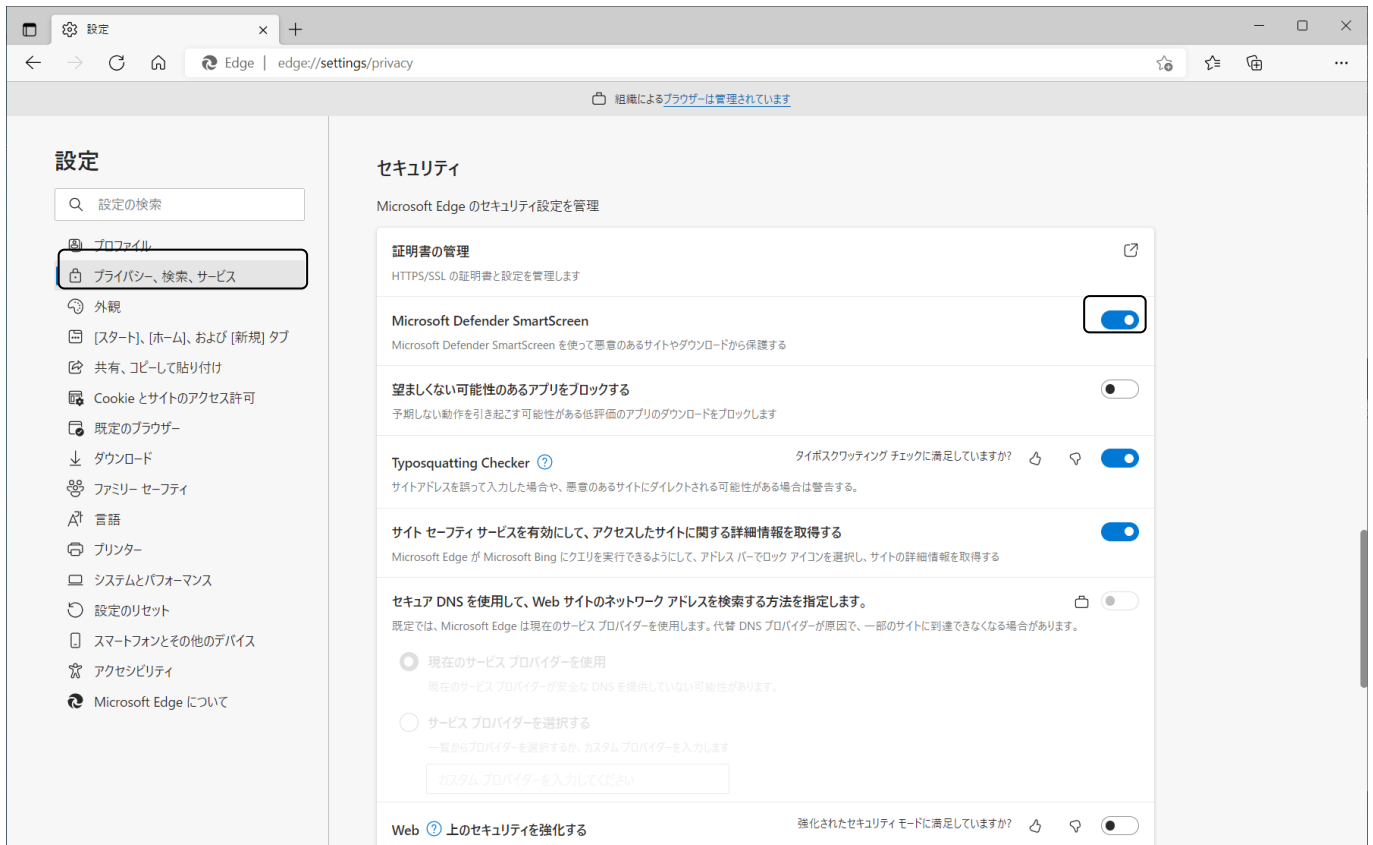 設定
Edge | edge://settings/privacy
組織によるブラウザーは管理されています
設定
設定の検索
プロファイル
プライバシー、検索、サービス
外観
[スタート]、[ホーム]、および [新規] タブ
共有、コピーして貼り付け
Cookie とサイトのアクセス許可
既定のブラウザー
ダウンロード
ファミリー セーフティ
言語
プリンター
システムとパフォーマンス
設定のリセット
スマートフォンとその他のデバイス
アクセシビリティ
Microsoft Edge について
セキュリティ
Microsoft Edge のセキュリティ設定を管理
証明書の管理
HTTPS/SSL の証明書と設定を管理します
Microsoft Defender SmartScreen
Microsoft Defender SmartScreen を使って悪意のあるサイトやダウンロードから保護する
望ましくない可能性のあるアプリをブロックする
予期しない動作を引き起こす可能性がある低評価のアプリのダウンロードをブロックします
Typosquatting Checker
タイポスクワッティング チェックに満足していますか?
サイトアドレスを誤って入力した場合や、悪意のあるサイトにダイレクトされる可能性がある場合は警告する。
サイト セーフティ サービスを有効にして、アクセスしたサイトに関する詳細情報を取得する
Microsoft Edge が Microsoft Bing にクエリを実行できるようにして、アドレス バーでロック アイコンを選択し、サイトの詳細情報を取得する
セキュア DNS を使用して、Web サイトのネットワーク アドレスを検索する方法を指定します。
既定では、Microsoft Edge は現在のサービス プロバイダーを使用します。代替 DNS プロバイダーが原因で、一部のサイトに到達できなくなる場合があります。
現在のサービス プロバイダーを使用
現在のサービス プロバイダーが安全な DNS を提供していない可能性があります。
サービス プロバイダーを選択する
一覧からプロバイダーを選択するか、カスタム プロバイダーを入力します
カスタム プロバイダーを入力してください
Web ? 上のセキュリティを強化する
強化されたセキュリティ モードに満足していますか?